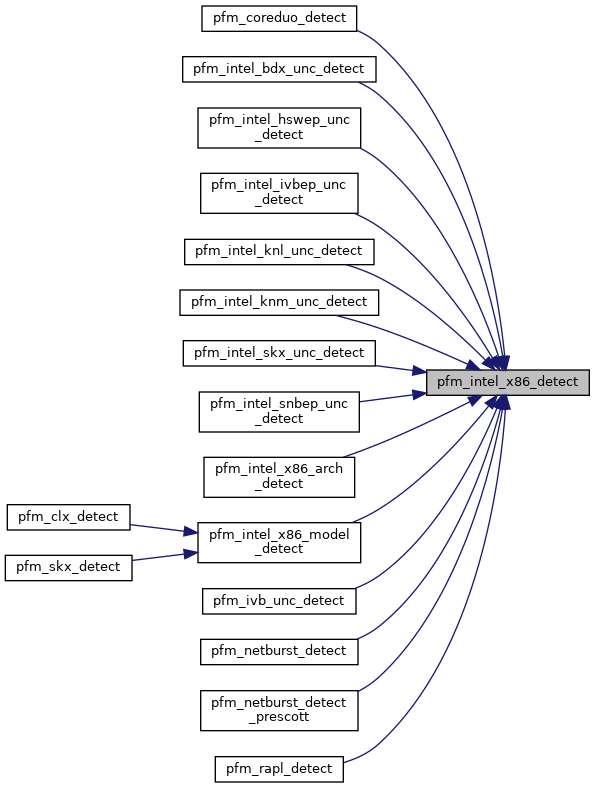 pfm_coreduo_detect
pfm_intel_bdx_unc_detect
pfm_intel_hswep_unc
_detect
pfm_intel_ivbep_unc
_detect
pfm_intel_knl_unc_detect
pfm_intel_knm_unc_detect
pfm_intel_skx_unc_detect
pfm_intel_x86_detect
pfm_intel_snbep_unc
_detect
pfm_intel_x86_arch
_detect
pfm_clx_detect
pfm_intel_x86_model
_detect
pfm_skx_detect
pfm_ivb_unc_detect
pfm_netburst_detect
pfm_netburst_detect
_prescott
pfm_rapl_detect